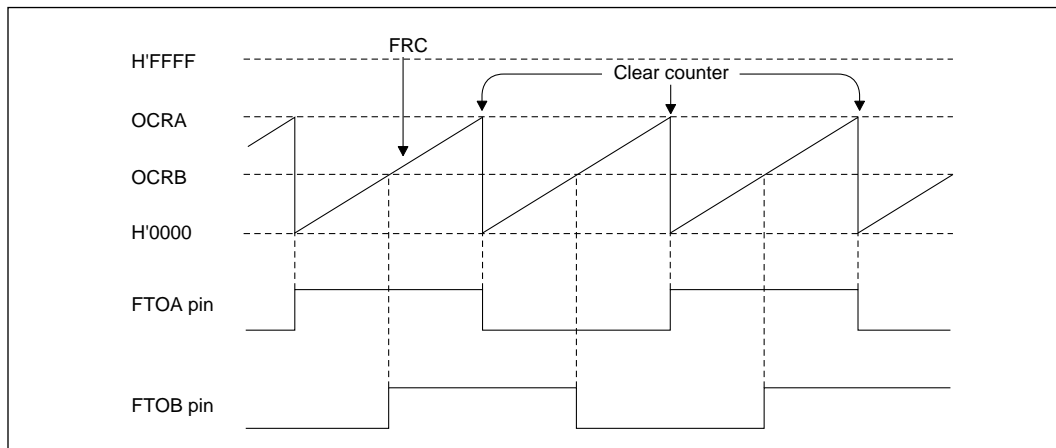 FRC
H'FFFF
Clear counter
OCRA
OCRB
H'0000
FTOA pin
FTOB pin